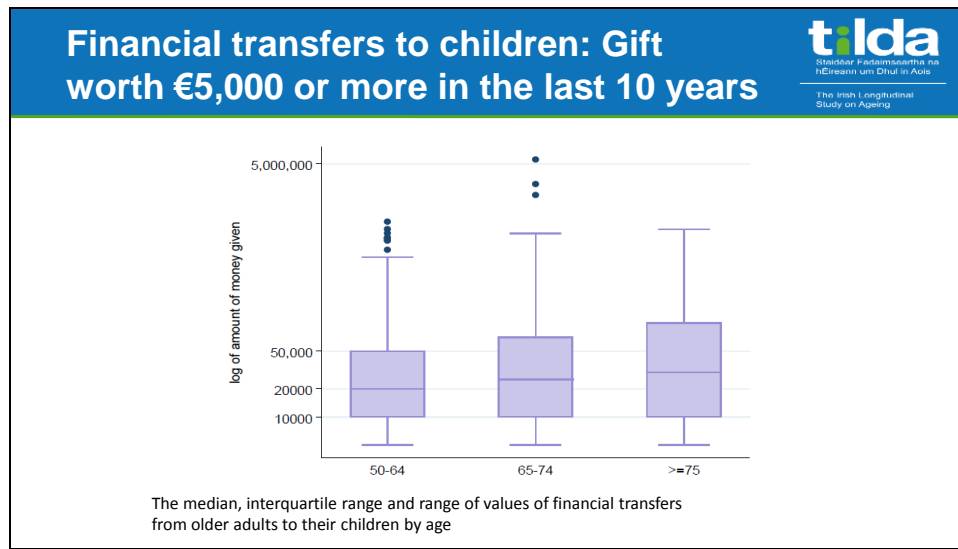 Financial transfers to children: Gift
worth €5,000 or more in the last 10 years
tilda
Staidéar Fadaimseartha na
hÉireann um Dhul in Aois
The Irish Longitudinal
Study on Ageing
log of amount of money given
5,000,000
50,000
20000
10000
50-64
65-74
>=75
The median, interquartile range and range of values of financial transfers
from older adults to their children by age